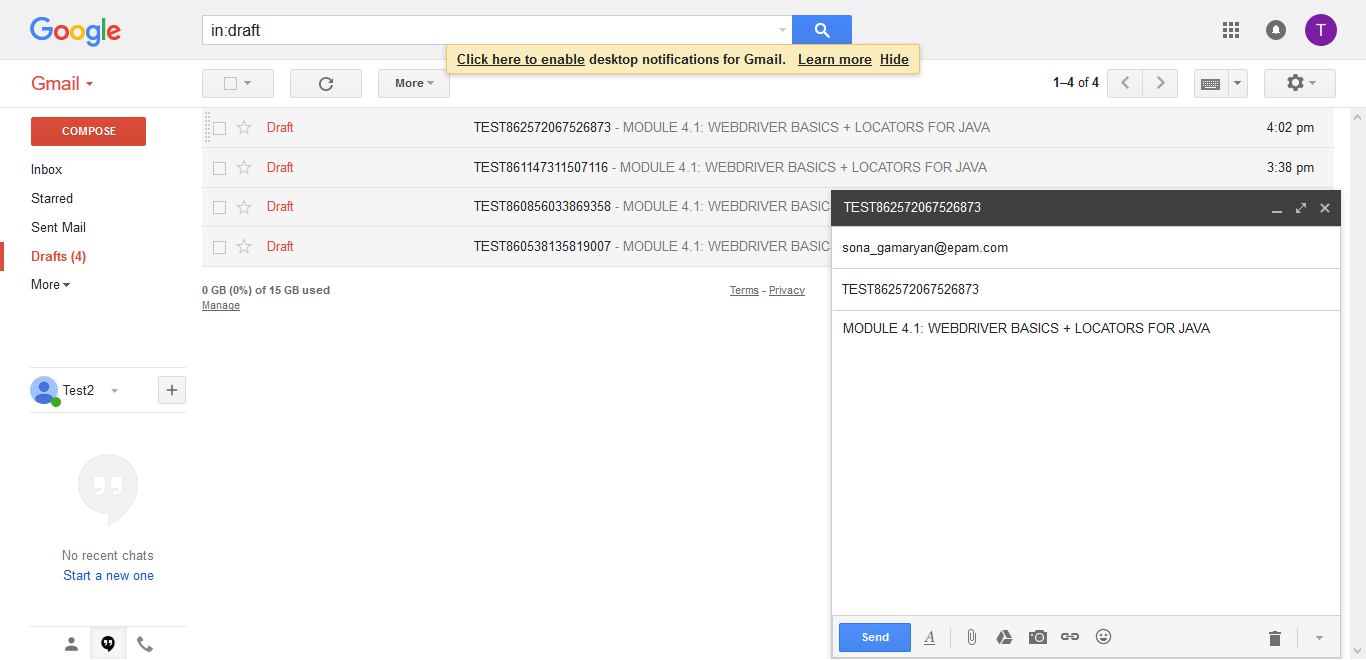 Google
in:draft
T
Click here to enable desktop notifications for Gmail. Learn more Hide
Gmail
More
1–4 of 4
COMPOSE
Inbox
Starred
Sent Mail
Drafts (4)
More
Draft TEST862572067526873 - MODULE 4.1: WEBDRIVER BASICS + LOCATORS FOR JAVA 4:02 pm
Draft TEST861147311507116 - MODULE 4.1: WEBDRIVER BASICS + LOCATORS FOR JAVA 3:38 pm
Draft TEST860856033869358 - MODULE 4.1: WEBDRIVER BASIC
Draft TEST860538135819007 - MODULE 4.1: WEBDRIVER BASIC
0 GB (0%) of 15 GB used
Manage
Terms - Privacy
Test2
No recent chats
Start a new one
TEST862572067526873
sona_gamaryan@epam.com
TEST862572067526873
MODULE 4.1: WEBDRIVER BASICS + LOCATORS FOR JAVA
Send
A